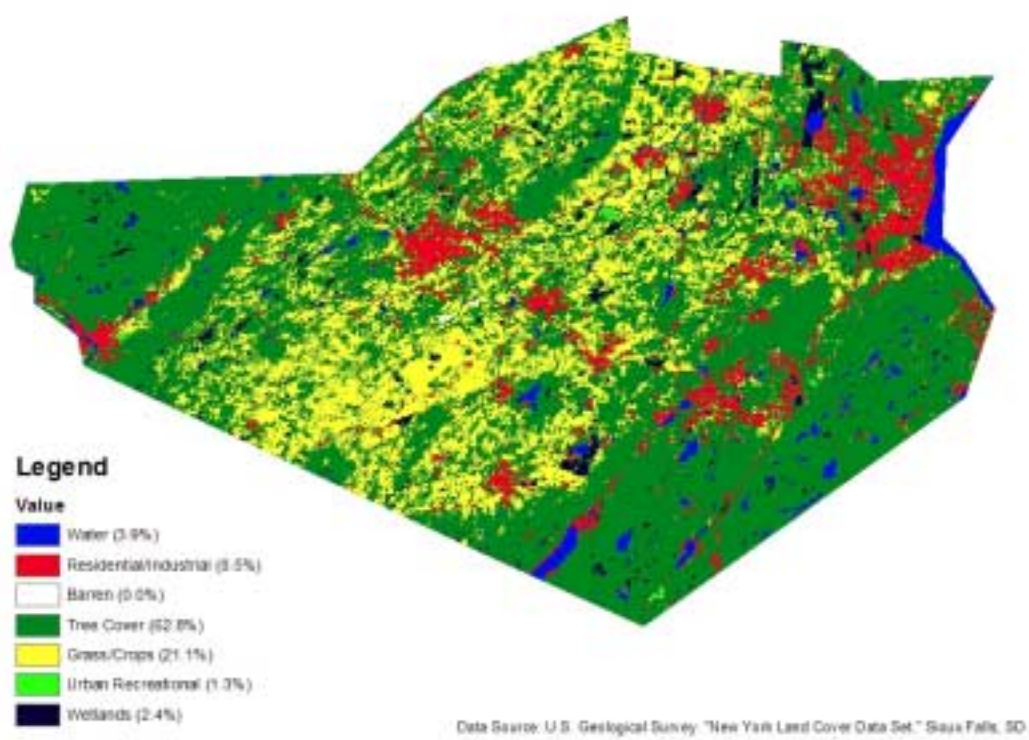 Legend
Value
Water (3.9%)
Residential/Industrial (8.5%)
Barren (0.0%)
Tree Cover (62.8%)
Grass/Crops (21.1%)
Urban Recreational (1.3%)
Wetlands (2.4%)
Data Source: U.S. Geological Survey. "New York Land Cover Data Set." Sioux Falls, SD